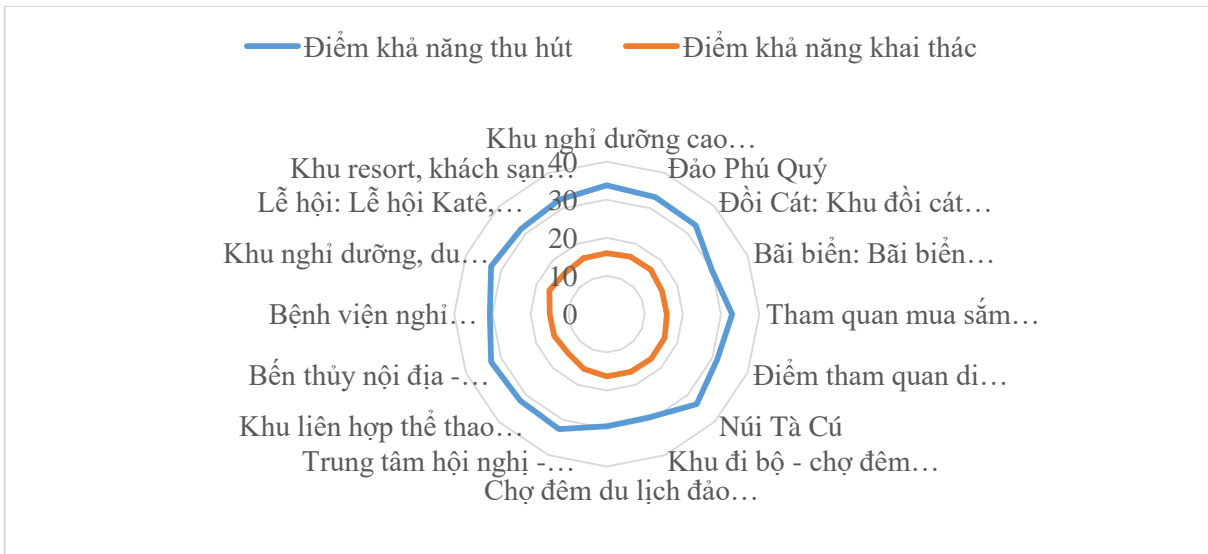 Điểm khả năng thu hút Điểm khả năng khai thác
Khu nghỉ dưỡng cao…
Khu resort, khách sạn… 40 Đảo Phú Quý
Lễ hội: Lễ hội Katê,… 30 Đồi Cát: Khu đồi cát…
20
Khu nghỉ dưỡng, du… Bãi biển: Bãi biển…
10
Bệnh viện nghỉ… 0 Tham quan mua sắm…
Bến thủy nội địa -… Điểm tham quan di…
Khu liên hợp thể thao… Núi Tà Cú
Trung tâm hội nghị -… Khu đi bộ - chợ đêm…
Chợ đêm du lịch đảo…